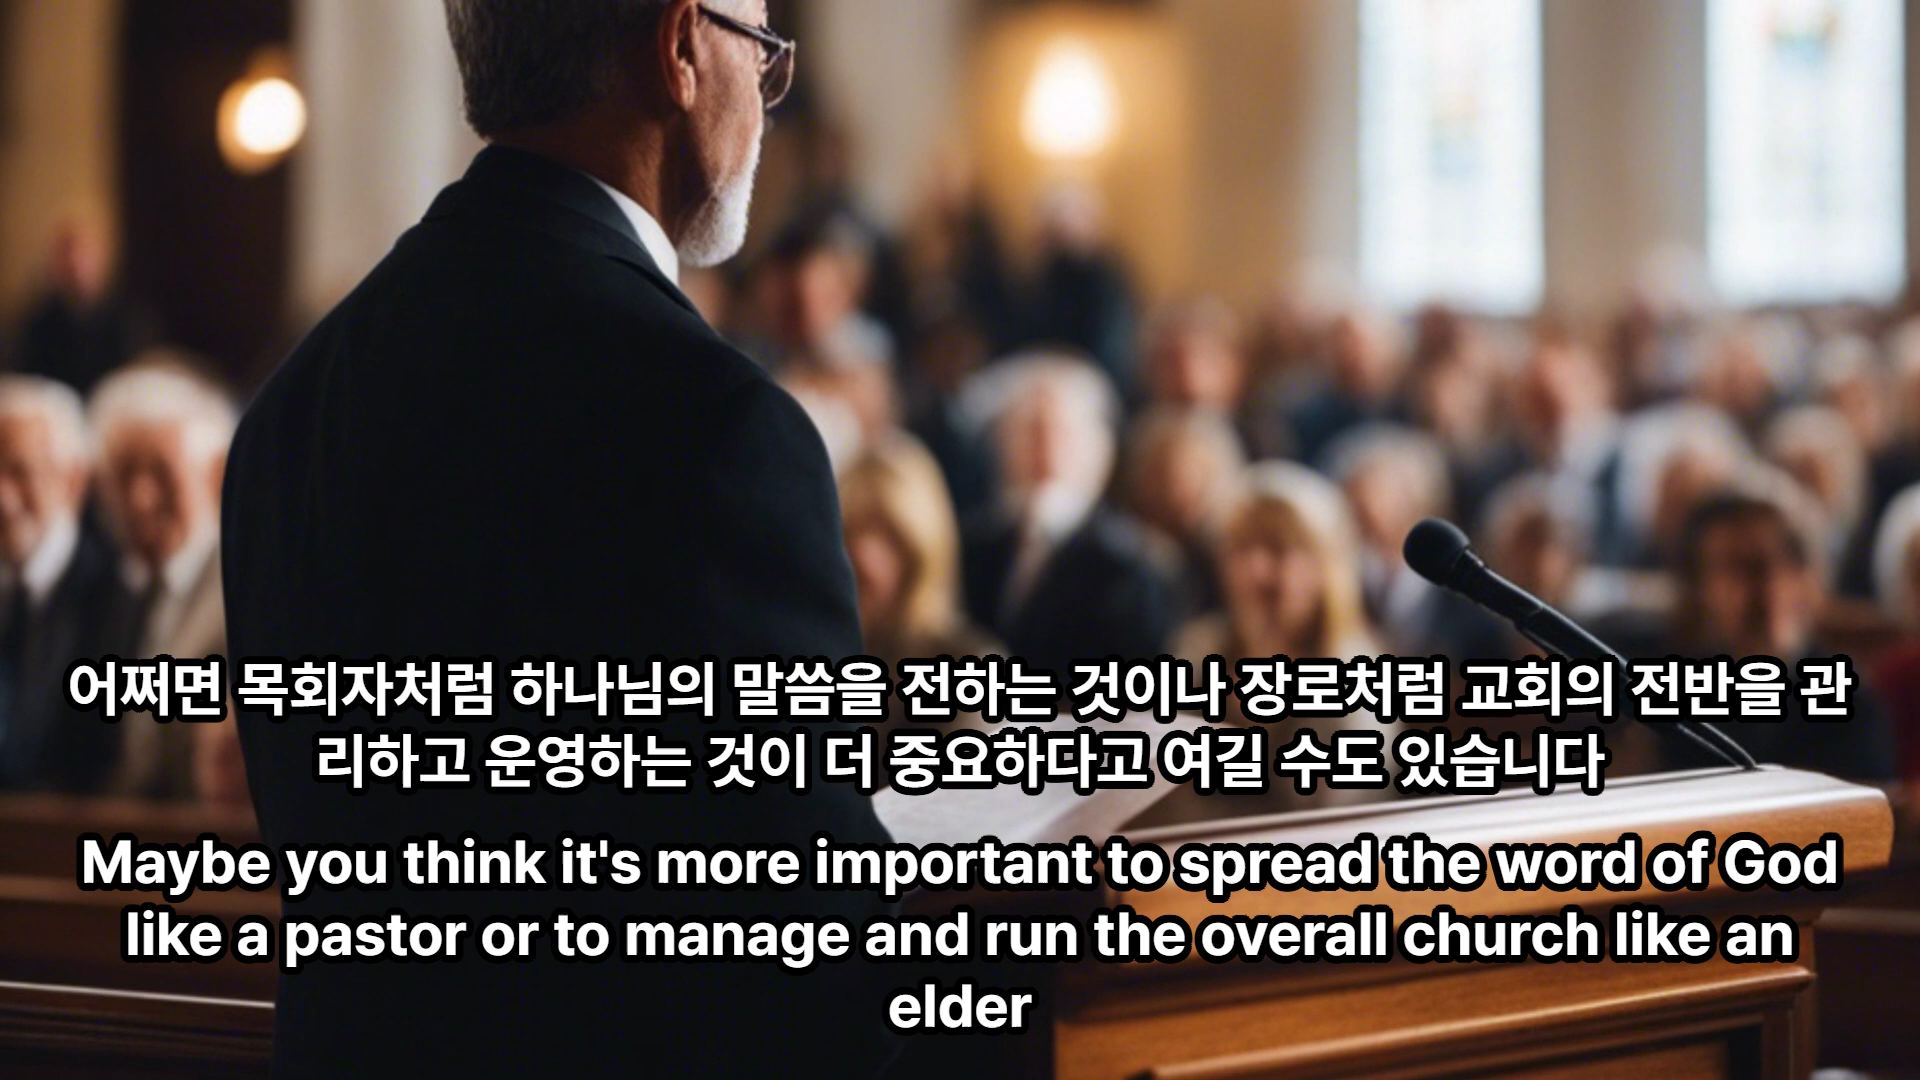 어쩌면 목회자처럼 하나님의 말씀을 전하는 것이나 장로처럼 교회의 전반을 관
리하고 운영하는 것이 더 중요하다고 여길 수도 있습니다
Maybe you think it's more important to spread the word of God
like a pastor or to manage and run the overall church like an
elder